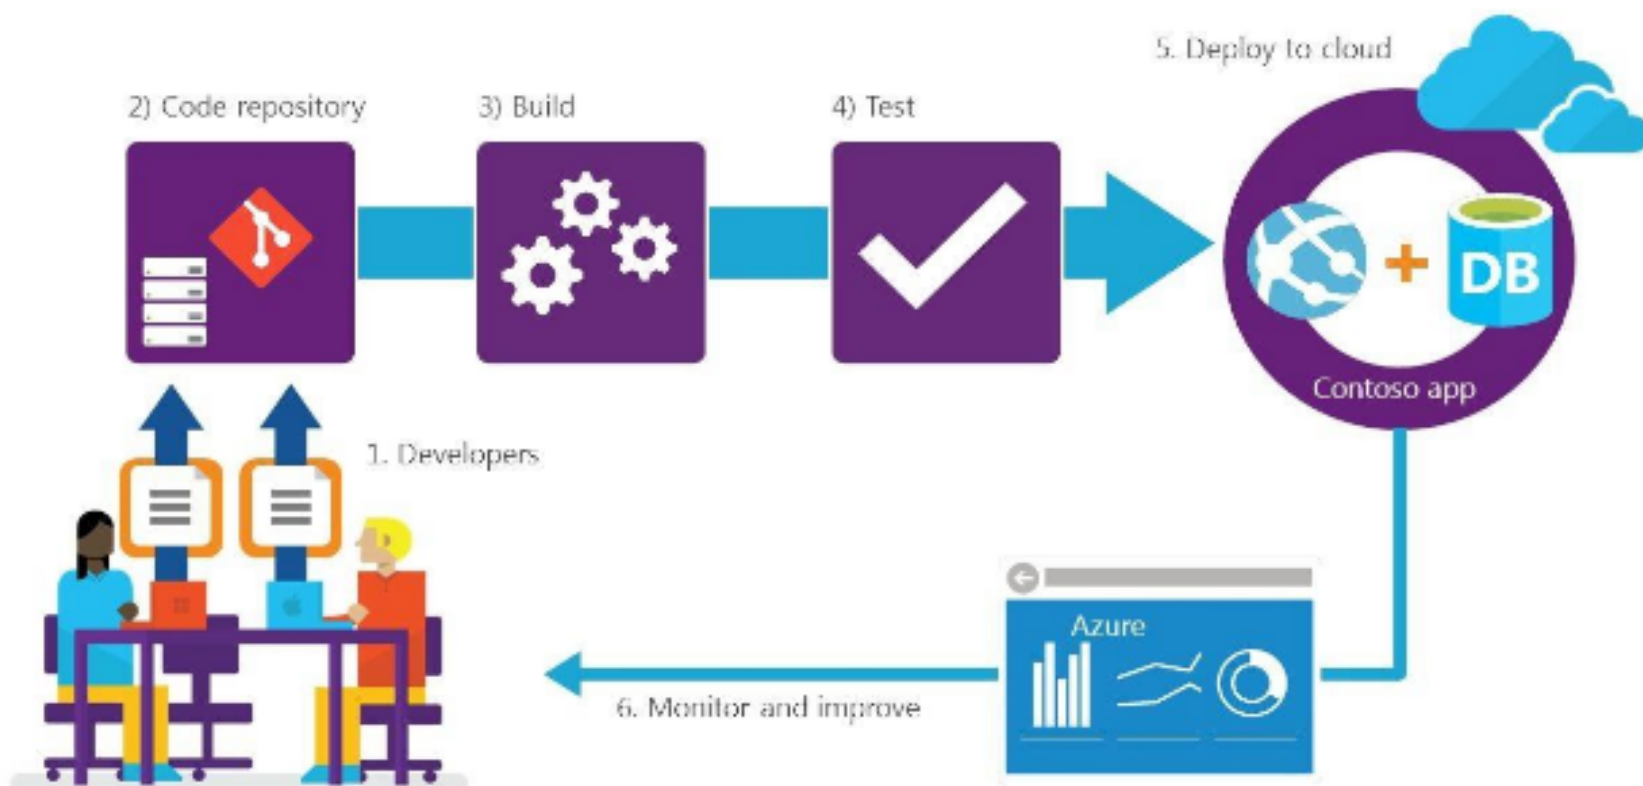 5. Deploy to cloud
2) Code repository
3) Build
4) Test
DB
Contoso app
1. Developers
Azure
6. Monitor and improve